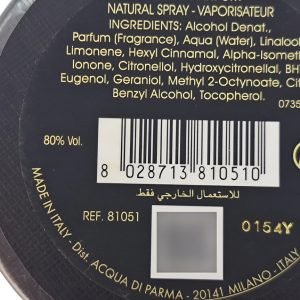 NATURAL SPRAY - VAPORISATEUR
INGREDIENTS: Alcohol Denat.,
Parfum (Fragrance), Aqua (Water), Linalool
Limonene, Hexyl Cinnamal, Alpha-Isomet
Ionone, Citronellol, Hydroxycitronellal, BH
Eugenol, Geraniol, Methyl 2-Octynoate, Cit
Benzyl Alcohol, Tocopherol.
0735
80% Vol.
8 028713 810510
للاستعمال الخارجي فقط
REF. 81051
0154Y
MADE IN ITALY - Dist. ACQUA DI PARMA - 20141 MILANO - ITALY